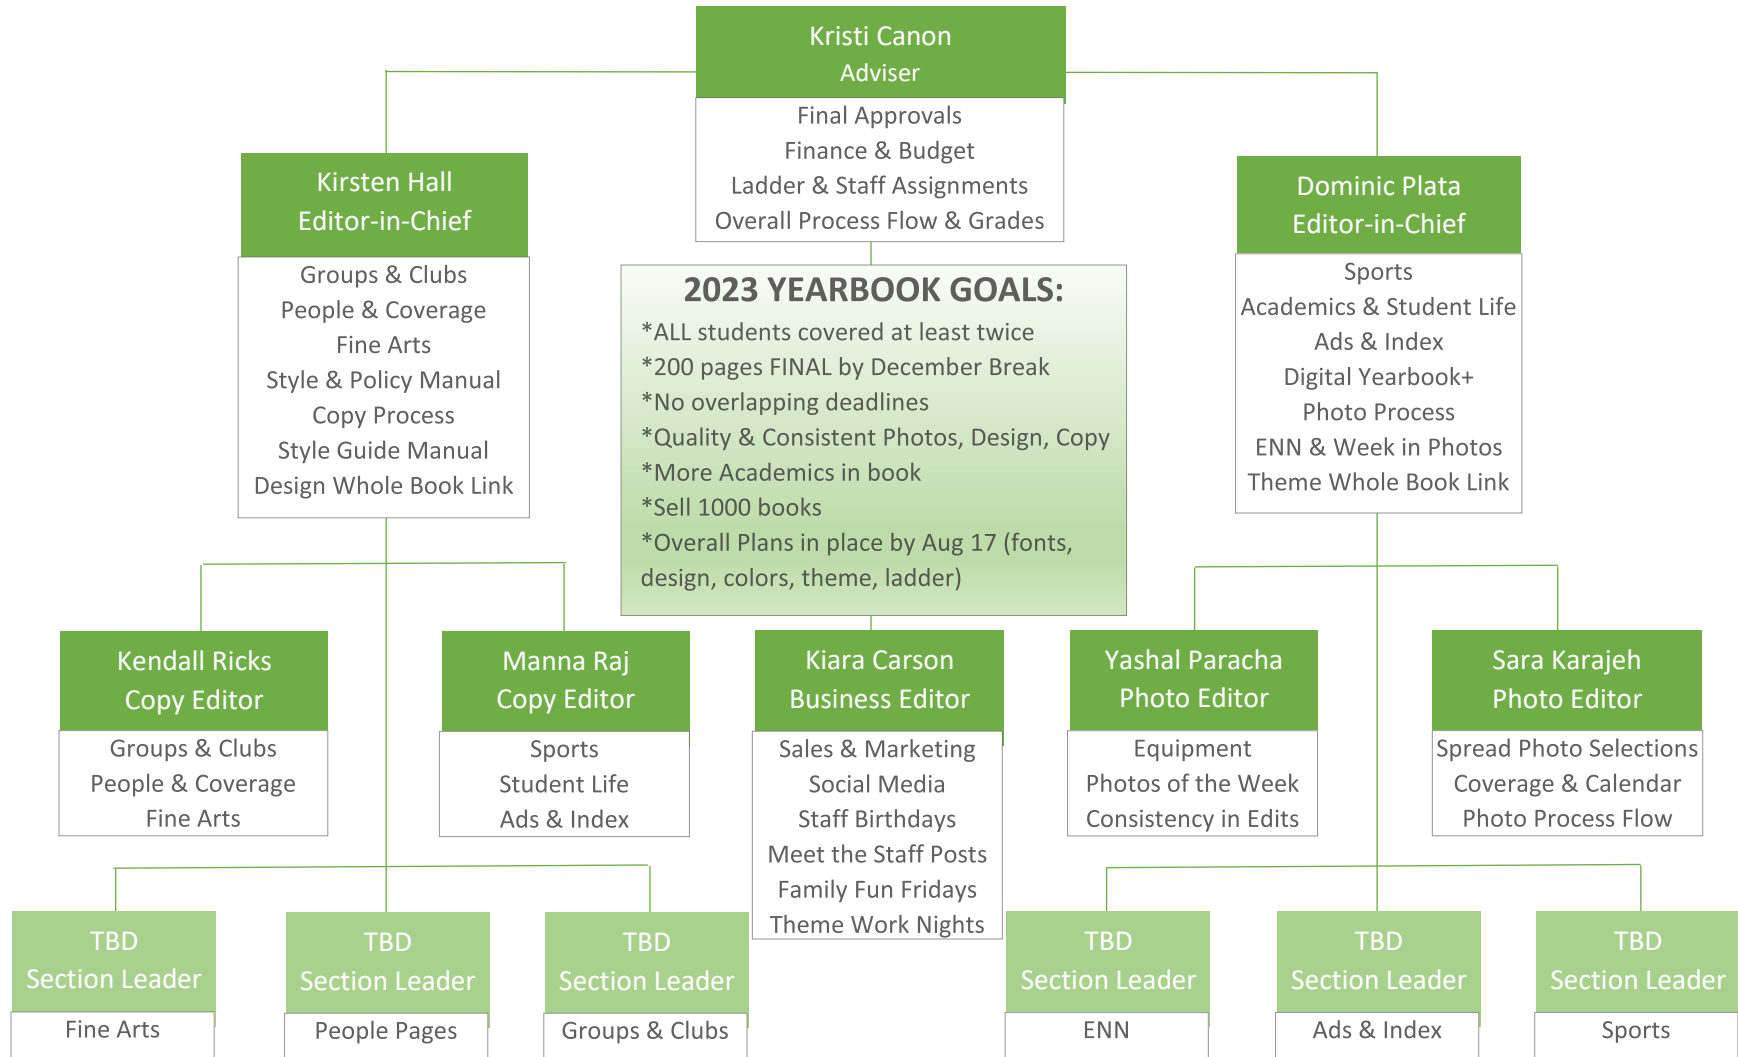 Kristi Canon
Adviser
Final Approvals
Finance & Budget
Ladder & Staff Assignments
Overall Process Flow & Grades
Kirsten Hall
Editor-in-Chief
Groups & Clubs
People & Coverage
Fine Arts
Style & Policy Manual
Copy Process
Style Guide Manual
Design Whole Book Link
2023 YEARBOOK GOALS:
*ALL students covered at least twice
*200 pages FINAL by December Break
*No overlapping deadlines
*Quality & Consistent Photos, Design, Copy
*More Academics in book
*Sell 1000 books
*Overall Plans in place by Aug 17 (fonts,
design, colors, theme, ladder)
Dominic Plata
Editor-in-Chief
Sports
Academics & Student Life
Ads & Index
Digital Yearbook+
Photo Process
ENN & Week in Photos
Theme Whole Book Link
Kendall Ricks
Copy Editor
Groups & Clubs
People & Coverage
Fine Arts
Manna Raj
Copy Editor
Sports
Student Life
Ads & Index
Kiara Carson
Business Editor
Sales & Marketing
Social Media
Staff Birthdays
Meet the Staff Posts
Family Fun Fridays
Theme Work Nights
Yashal Paracha
Photo Editor
Equipment
Photos of the Week
Consistency in Edits
Sara Karajeh
Photo Editor
Spread Photo Selections
Coverage & Calendar
Photo Process Flow
TBD
Section Leader
Fine Arts
TBD
Section Leader
People Pages
TBD
Section Leader
Groups & Clubs
TBD
Section Leader
ENN
TBD
Section Leader
Ads & Index
TBD
Section Leader
Sports